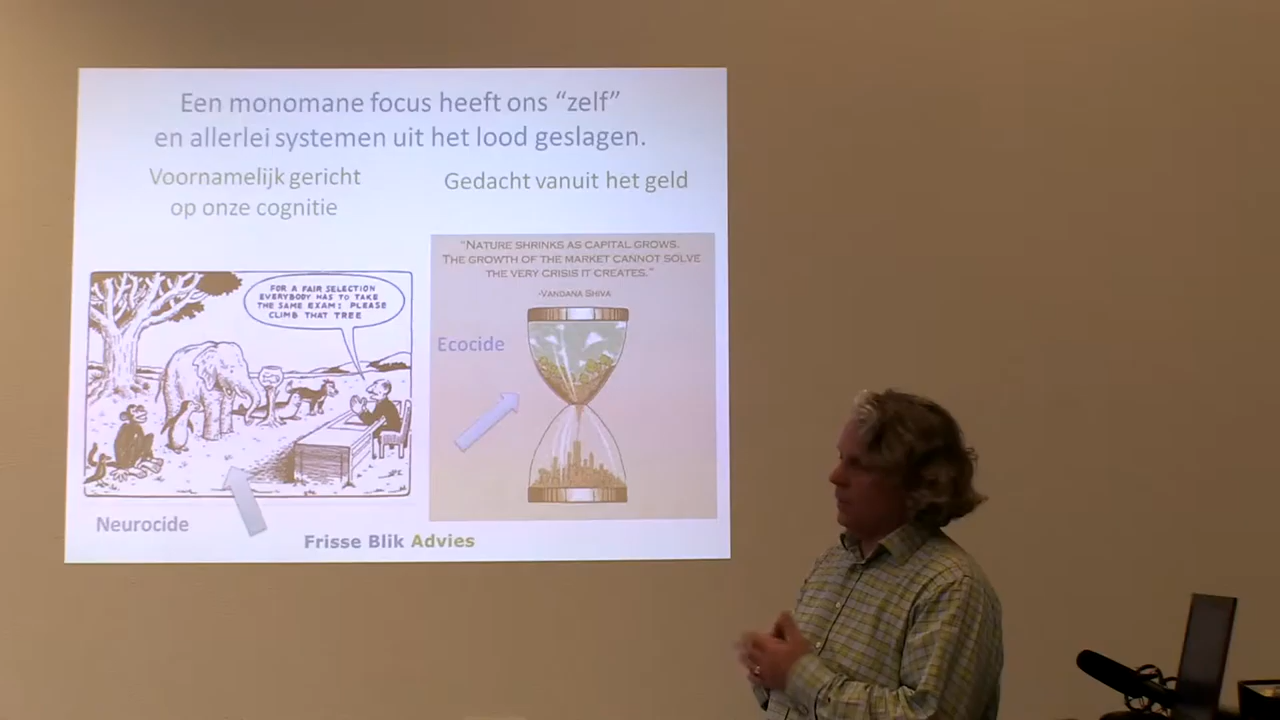 Een monomane focus heeft ons “zelf”
en allerlei systemen uit het lood geslagen.
Voornamelijk gericht
op onze cognitie
Gedacht vanuit het geld
FOR A FAIR SELECTION
EVERYBODY HAS TO TAKE
THE SAME EXAM: PLEASE
CLIMB THAT TREE
Neurocide
“NATURE SHRINKS AS CAPITAL GROWS.
THE GROWTH OF THE MARKET CANNOT SOLVE
THE VERY CRISIS IT CREATES.”
-VANDANA SHIVA
Ecocide
Frisse Blik Advies